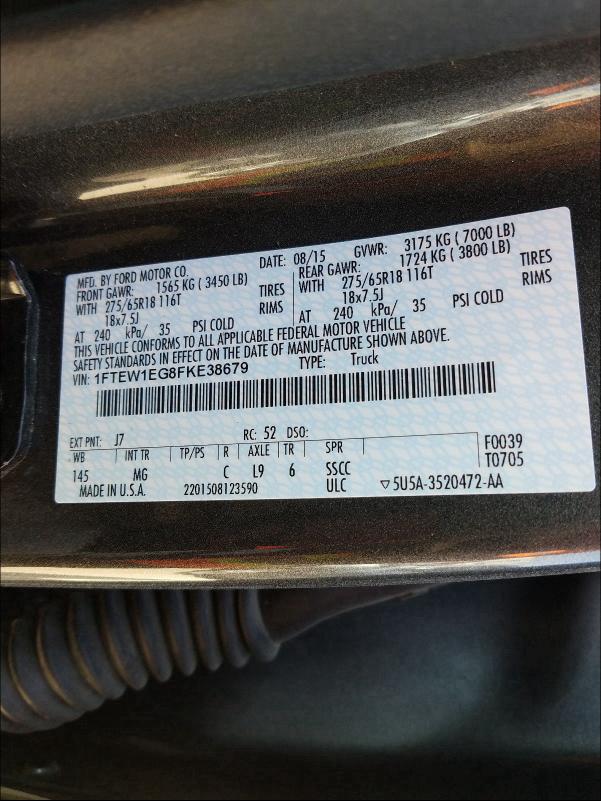 MFD. BY FORD MOTOR CO. DATE: 08/15 GVWR: 3175 KG ( 7000 LB)
FRONT GAWR: 1565 KG ( 3450 LB) REAR GAWR: 1724 KG ( 3800 LB)
WITH 275/65R18 116T TIRES WITH 275/65R18 116T TIRES
18x7.5J RIMS 18x7.5J RIMS
AT 240 kPa/ 35 PSI COLD AT 240 kPa/ 35 PSI COLD
THIS VEHICLE CONFORMS TO ALL APPLICABLE FEDERAL MOTOR VEHICLE
SAFETY STANDARDS IN EFFECT ON THE DATE OF MANUFACTURE SHOWN ABOVE.
VIN: 1FTEW1EG8FKE38679 TYPE: Truck
EXT PNT: J7 RC: 52 DSO: F0039
WB INT TR TP/PS R AXLE TR SPR T0705
145 MG C L9 6 SSCC
MADE IN U.S.A. 2201508123590 ULC ▽5U5A-3520472-AA